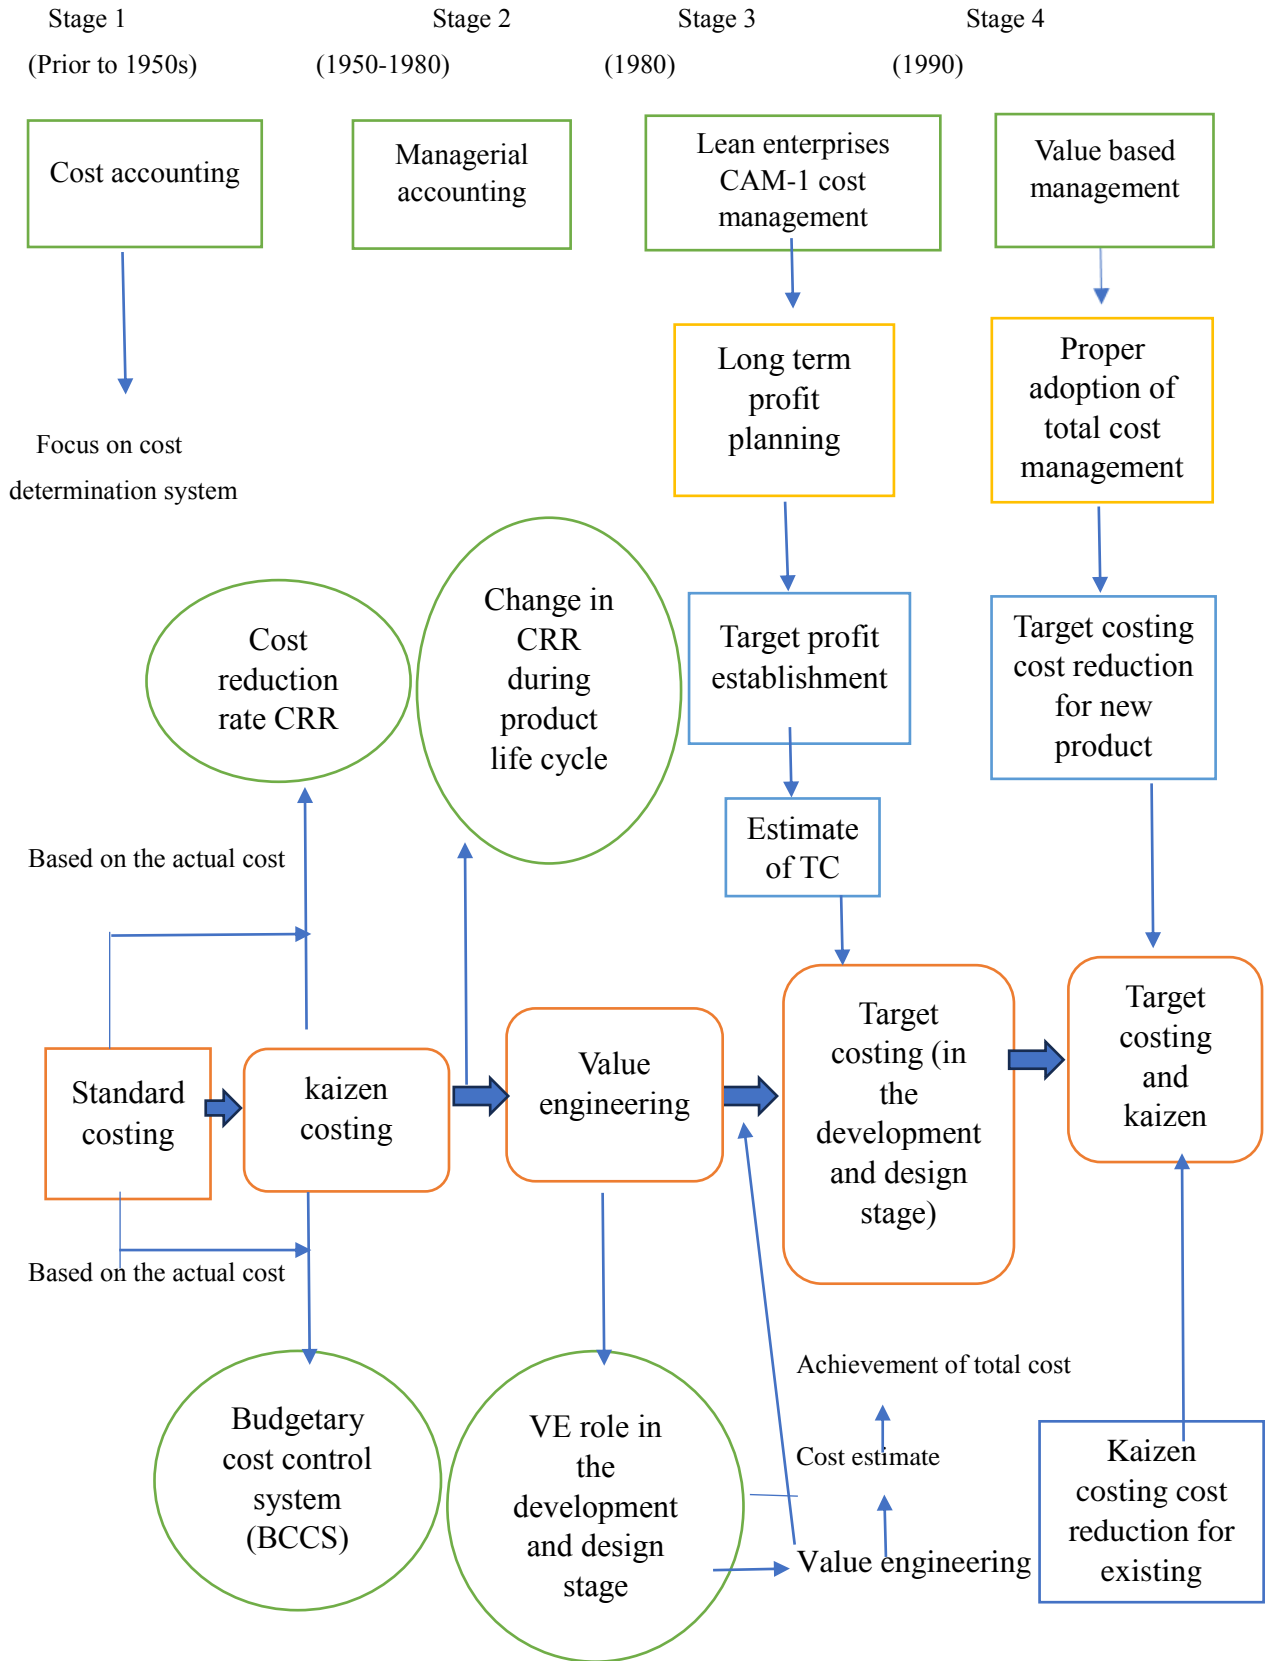 Stage 1
Stage 2
Stage 3
Stage 4
(Prior to 1950s)
(1950-1980)
(1980)
(1990)
Cost accounting
Managerial
accounting
Lean enterprises
CAM-1 cost
management
Value based
management
Focus on cost
determination system
Long term
profit
planning
Proper
adoption of
total cost
management
Cost
reduction
rate CRR
Change in
CRR
during
product
life cycle
Target profit
establishment
Target costing
cost reduction
for new
product
Estimate
of TC
Based on the actual cost
Standard
costing
kaizen
costing
Value
engineering
Target
costing (in
the
development
and design
stage)
Target
costing
and
kaizen
Based on the actual cost
Budgetary
cost control
system
(BCCS)
VE role in
the
development
and design
stage
Achievement of total cost
Cost estimate
Value engineering
Kaizen
costing cost
reduction for
existing